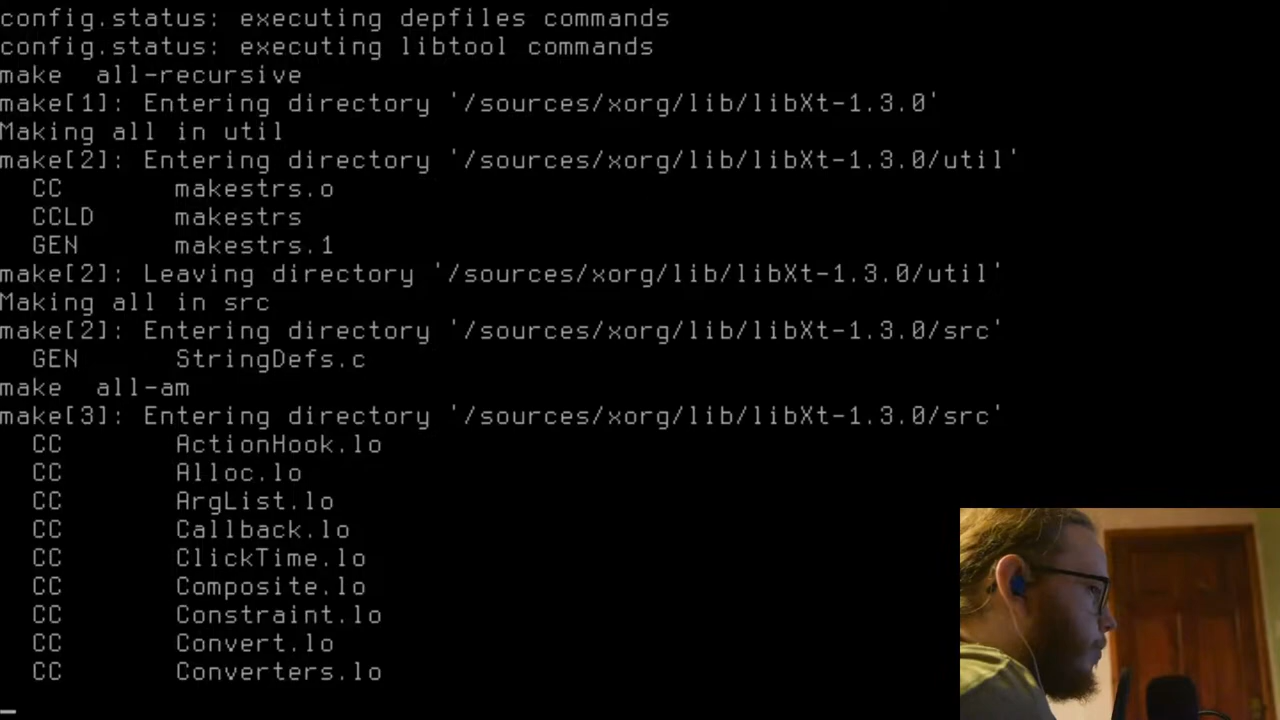 config.status: executing depfiles commands
config.status: executing libtool commands
make  all-recursive
make[1]: Entering directory '/sources/xorg/lib/libXt-1.3.0'
Making all in util
make[2]: Entering directory '/sources/xorg/lib/libXt-1.3.0/util'
  CC       makestrs.o
  CCLD     makestrs
  GEN      makestrs.1
make[2]: Leaving directory '/sources/xorg/lib/libXt-1.3.0/util'
Making all in src
make[2]: Entering directory '/sources/xorg/lib/libXt-1.3.0/src'
  GEN      StringDefs.c
make  all-am
make[3]: Entering directory '/sources/xorg/lib/libXt-1.3.0/src'
  CC       ActionHook.lo
  CC       Alloc.lo
  CC       ArgList.lo
  CC       Callback.lo
  CC       ClickTime.lo
  CC       Composite.lo
  CC       Constraint.lo
  CC       Convert.lo
  CC       Converters.lo